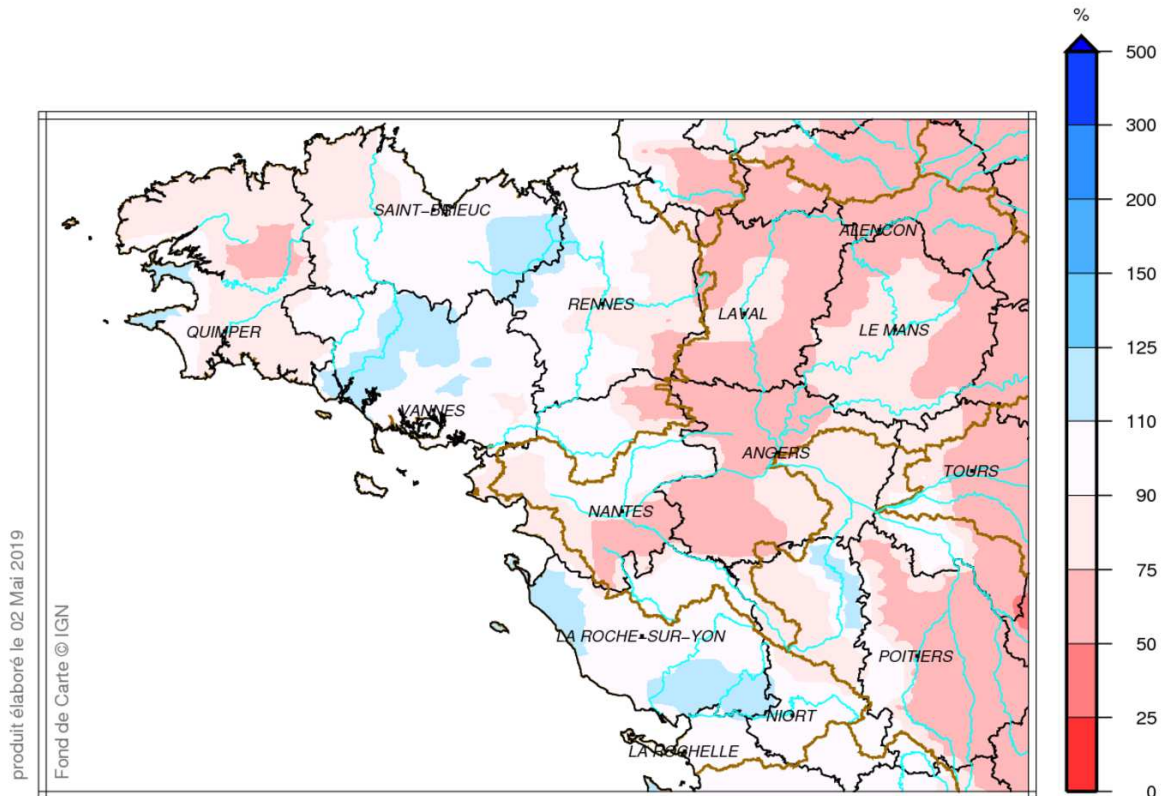 %
500
300
200
150
125
110
90
75
50
25
0
SAINT-BRIEUC
ALENCON
RENNES
LAVAL
LE MANS
QUIMPER
VANNES
ANGERS
TOURS
NANTES
LA ROCHE-SUR-YON
POITIERS
NIORT
LA ROCHELLE
produit élaboré le 02 Mai 2019
Fond de Carte © IGN